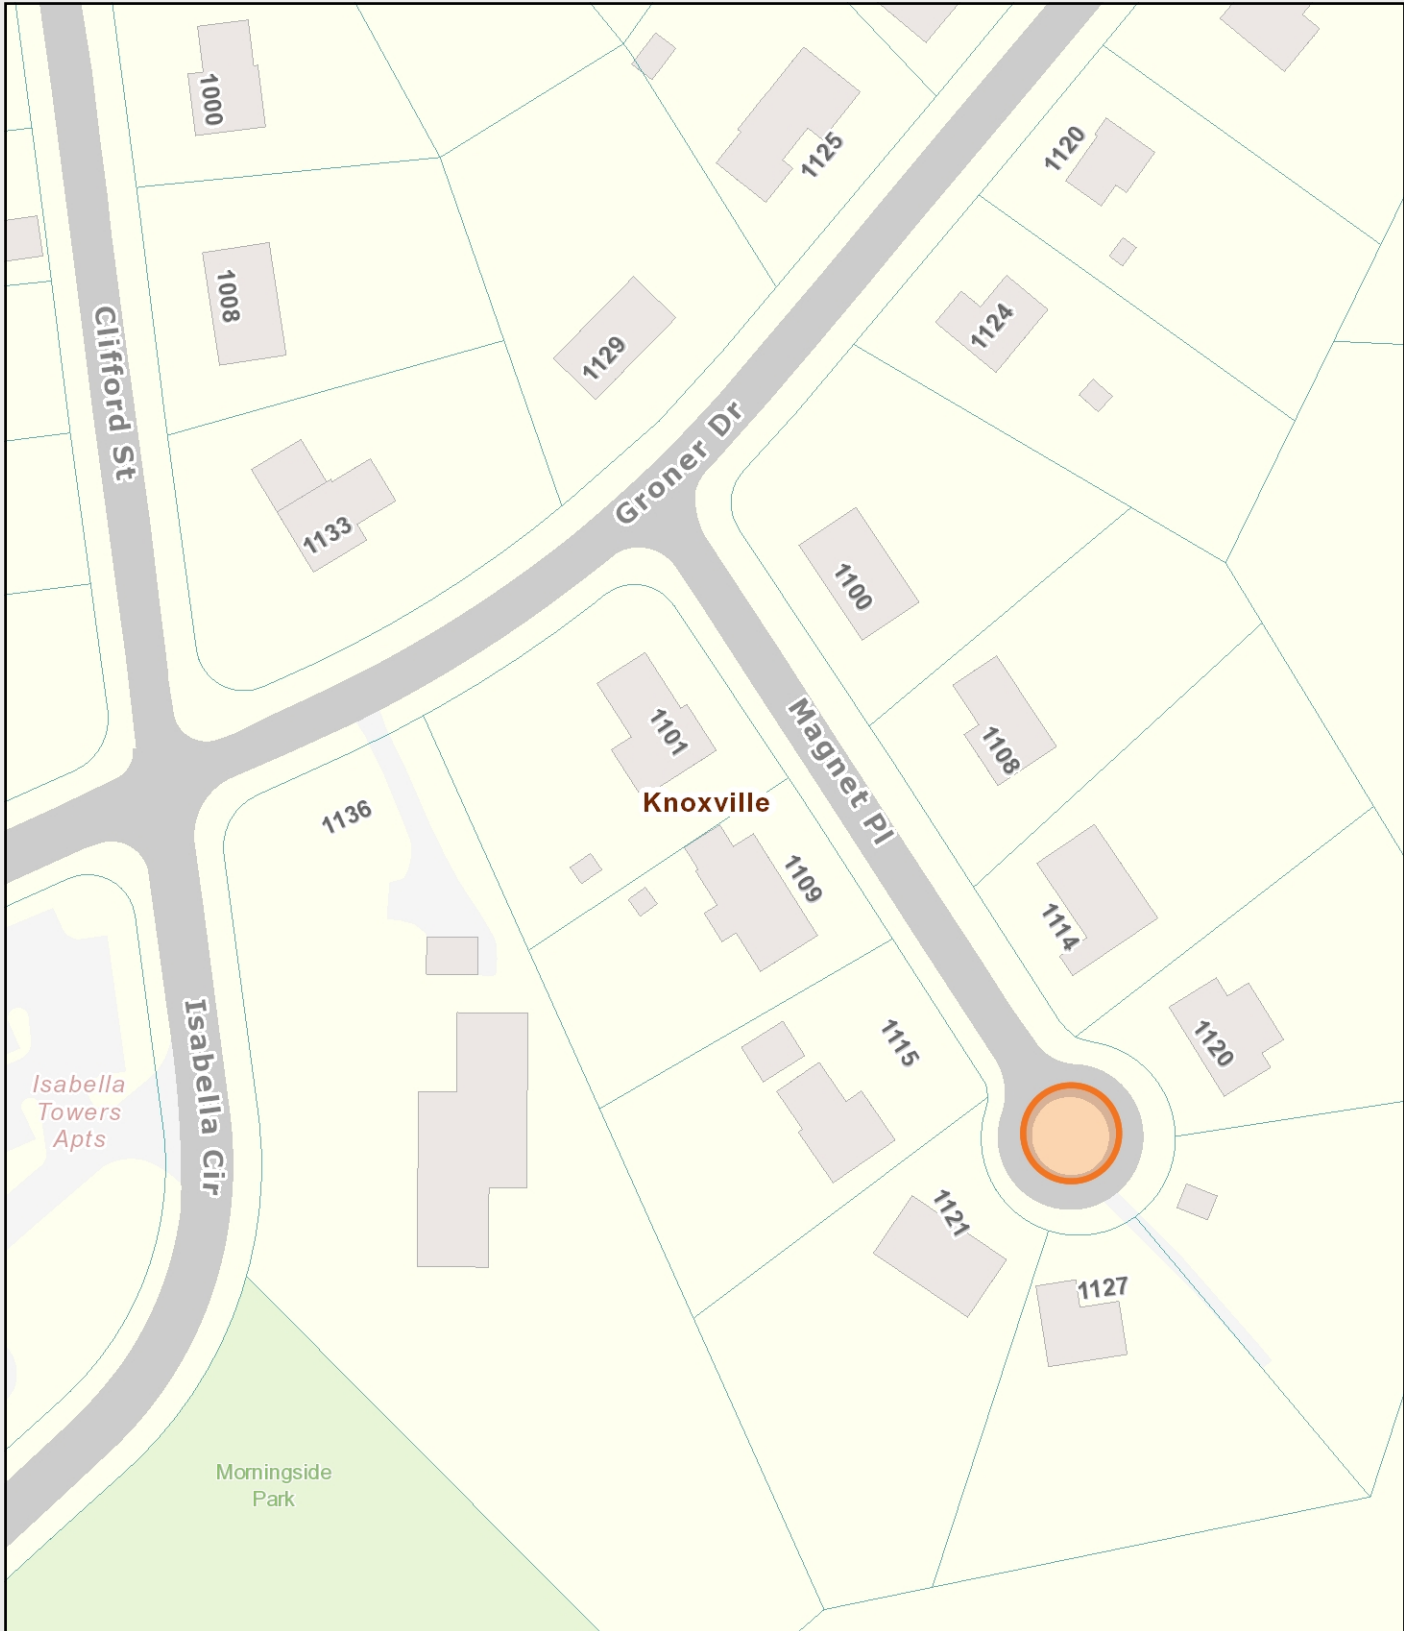 1000
1125
1120
1008
1124
1129
Clifford St
Groner Dr
1133
1100
1101
1108
Magnet Pl
Knoxville
1136
1109
1114
1120
1115
Isabella
Towers
Apts
Isabella Cir
1121
1127
Morningside
Park